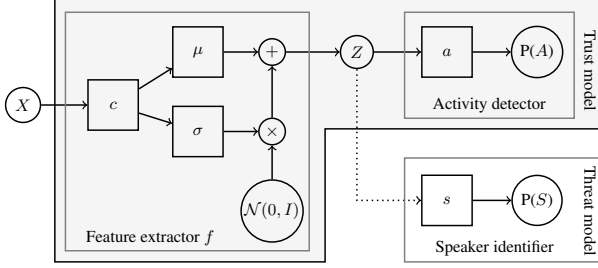 X
c
μ
σ
+
×
𝒩(0, I)
Feature extractor f
Z
a
P(A)
Activity detector
Trust model
s
P(S)
Speaker identifier
Threat model